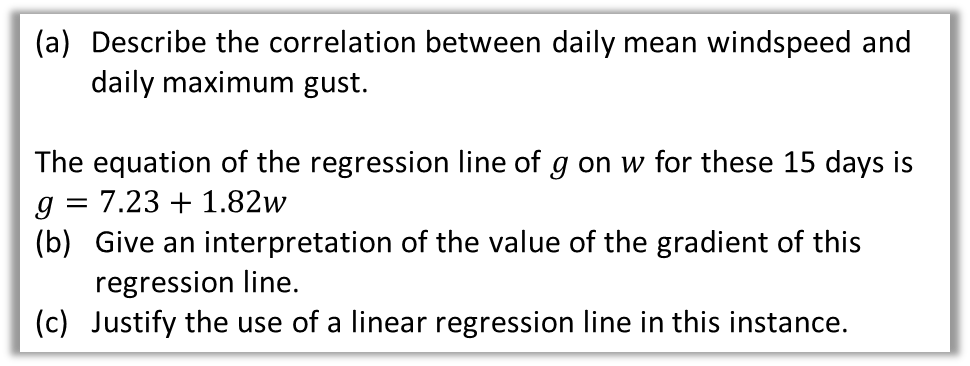 (a) Describe the correlation between daily mean windspeed and
daily maximum gust.
The equation of the regression line of g on w for these 15 days is
g = 7.23 + 1.82w
(b) Give an interpretation of the value of the gradient of this
regression line.
(c) Justify the use of a linear regression line in this instance.